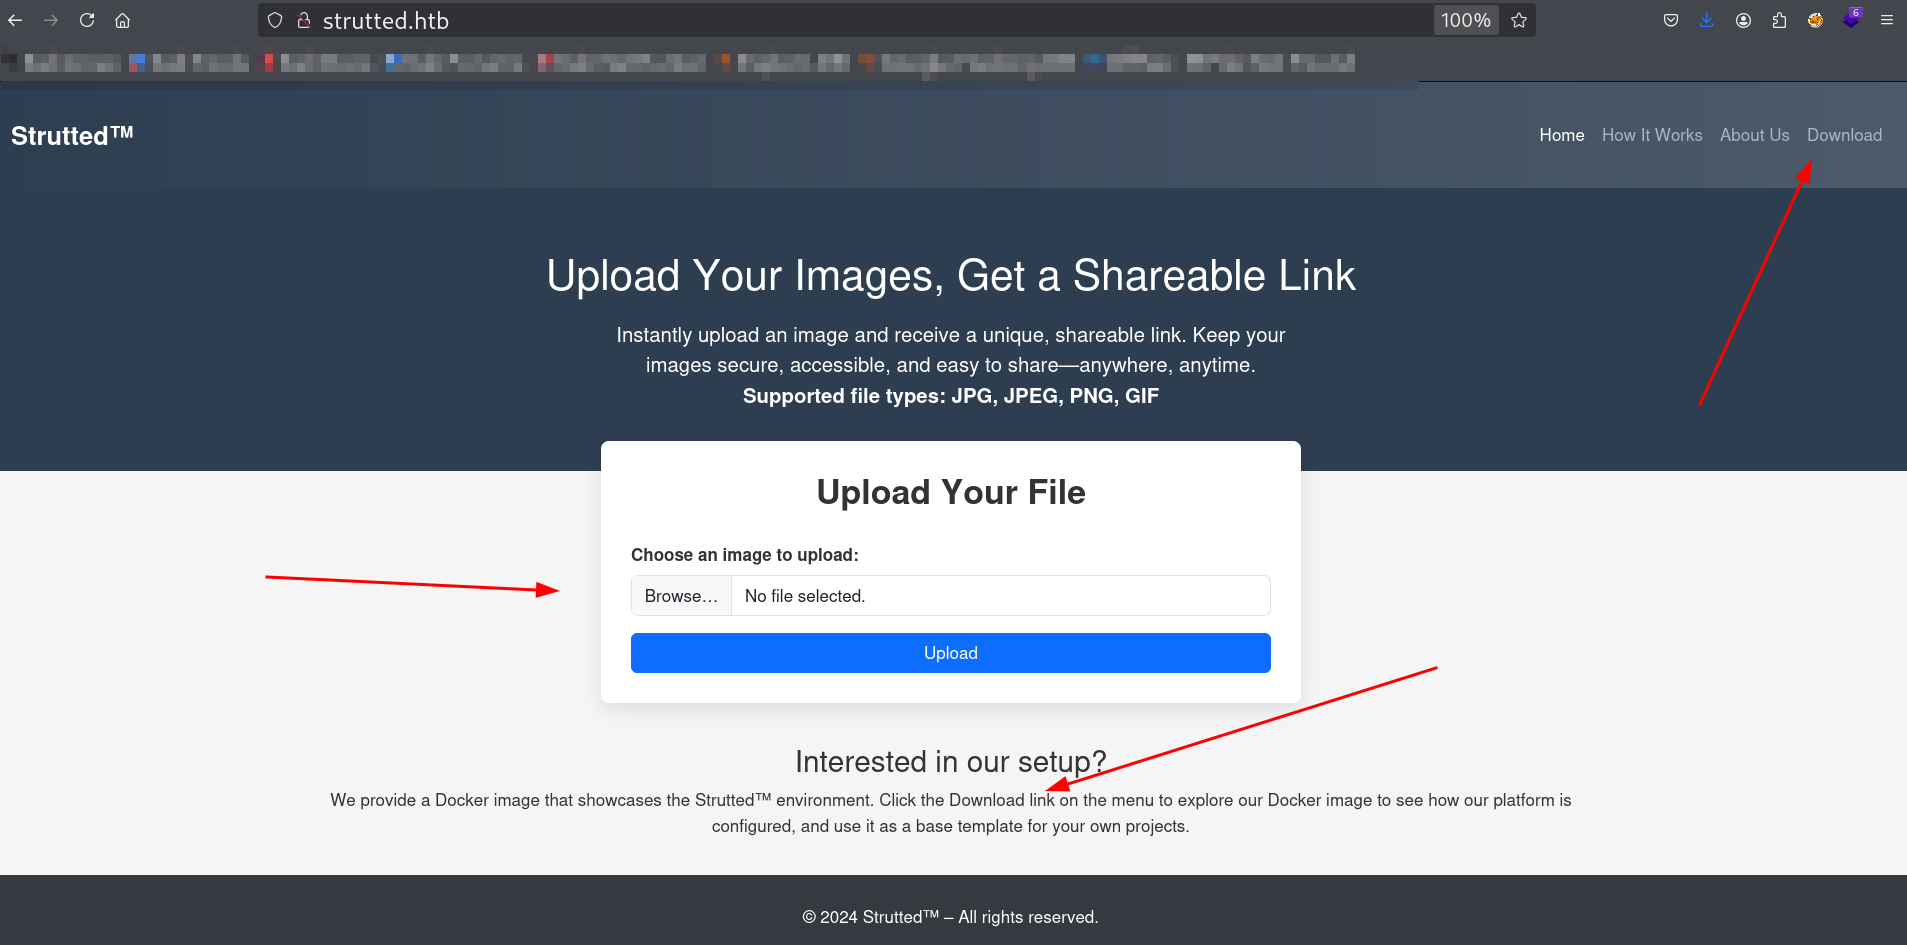 strutted.htb
100%
6
Strutted™
Home How It Works About Us Download
Upload Your Images, Get a Shareable Link
Instantly upload an image and receive a unique, shareable link. Keep your
images secure, accessible, and easy to share—anywhere, anytime.
Supported file types: JPG, JPEG, PNG, GIF
Upload Your File
Choose an image to upload:
Browse… No file selected.
Upload
Interested in our setup?
We provide a Docker image that showcases the Strutted™ environment. Click the Download link on the menu to explore our Docker image to see how our platform is
configured, and use it as a base template for your own projects.
© 2024 Strutted™ – All rights reserved.